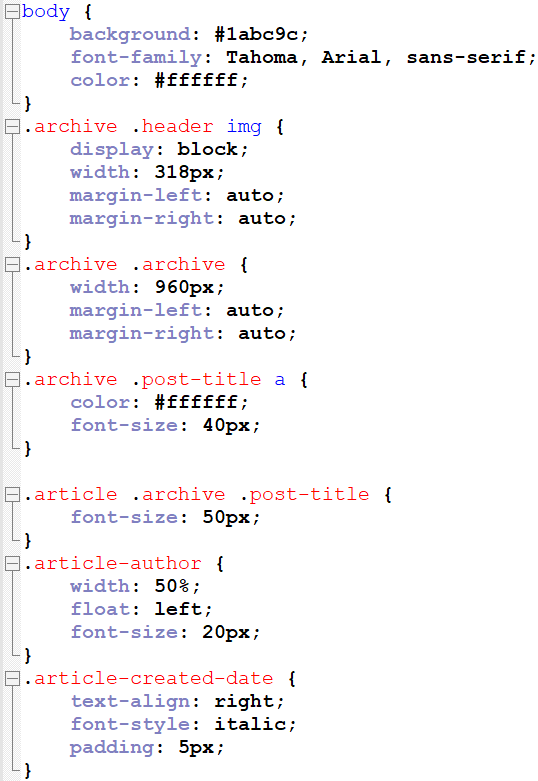 body {
    background: #1abc9c;
    font-family: Tahoma, Arial, sans-serif;
    color: #ffffff;
}
.archive .header img {
    display: block;
    width: 318px;
    margin-left: auto;
    margin-right: auto;
}
.archive .archive {
    width: 960px;
    margin-left: auto;
    margin-right: auto;
}
.archive .post-title a {
    color: #ffffff;
    font-size: 40px;
}

.article .archive .post-title {
    font-size: 50px;
}
.article-author {
    width: 50%;
    float: left;
    font-size: 20px;
}
.article-created-date {
    text-align: right;
    font-style: italic;
    padding: 5px;
}